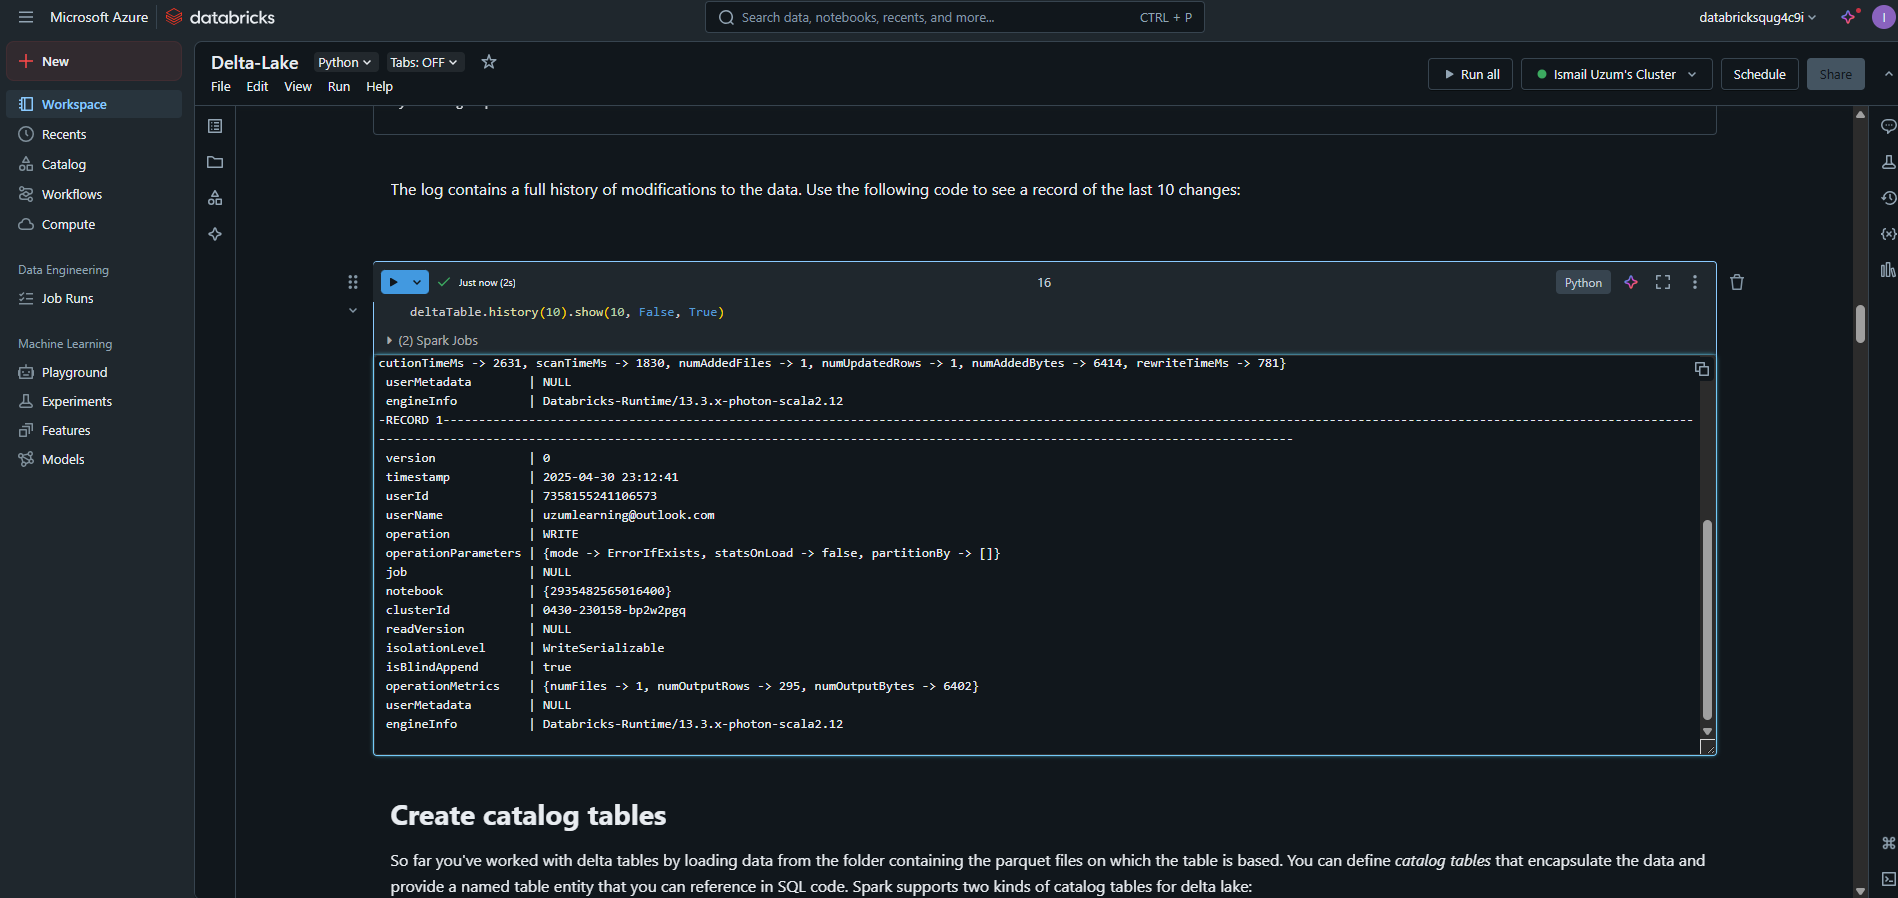 Microsoft Azure databricks
Search data, notebooks, recents, and more... CTRL + P
databricksqug4c9i
I
New
Workspace
Recents
Catalog
Workflows
Compute
Data Engineering
Job Runs
Machine Learning
Playground
Experiments
Features
Models
Delta-Lake Python Tabs: OFF
File Edit View Run Help
Run all Ismail Uzum's Cluster Schedule Share
The log contains a full history of modifications to the data. Use the following code to see a record of the last 10 changes:
Just now (2s) 16 Python
deltaTable.history(10).show(10, False, True)
(2) Spark Jobs
cutionTimeMs -> 2631, scanTimeMs -> 1830, numAddedFiles -> 1, numUpdatedRows -> 1, numAddedBytes -> 6414, rewriteTimeMs -> 781}
userMetadata | NULL
engineInfo | Databricks-Runtime/13.3.x-photon-scala2.12
-RECORD 1-----------------------------------------------------------------------------------------------
-----------------------------------------------------------------------------------------------
version | 0
timestamp | 2025-04-30 23:12:41
userId | 7358155241106573
userName | uzumlearning@outlook.com
operation | WRITE
operationParameters | {mode -> ErrorIfExists, statsOnLoad -> false, partitionBy -> []}
job | NULL
notebook | {2935482565016400}
clusterId | 0430-230158-bp2w2pgq
readVersion | NULL
isolationLevel | WriteSerializable
isBlindAppend | true
operationMetrics | {numFiles -> 1, numOutputRows -> 295, numOutputBytes -> 6402}
userMetadata | NULL
engineInfo | Databricks-Runtime/13.3.x-photon-scala2.12
Create catalog tables
So far you've worked with delta tables by loading data from the folder containing the parquet files on which the table is based. You can define catalog tables that encapsulate the data and
provide a named table entity that you can reference in SQL code. Spark supports two kinds of catalog tables for delta lake: